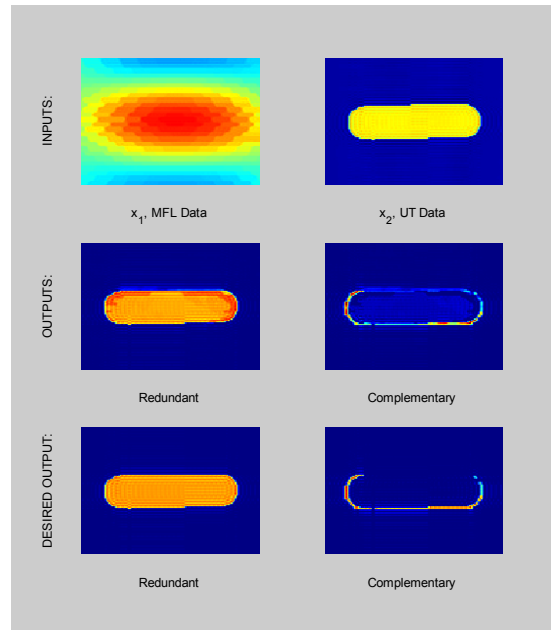 INPUTS:
x1, MFL Data
x2, UT Data
OUTPUTS:
Redundant
Complementary
DESIRED OUTPUT:
Redundant
Complementary